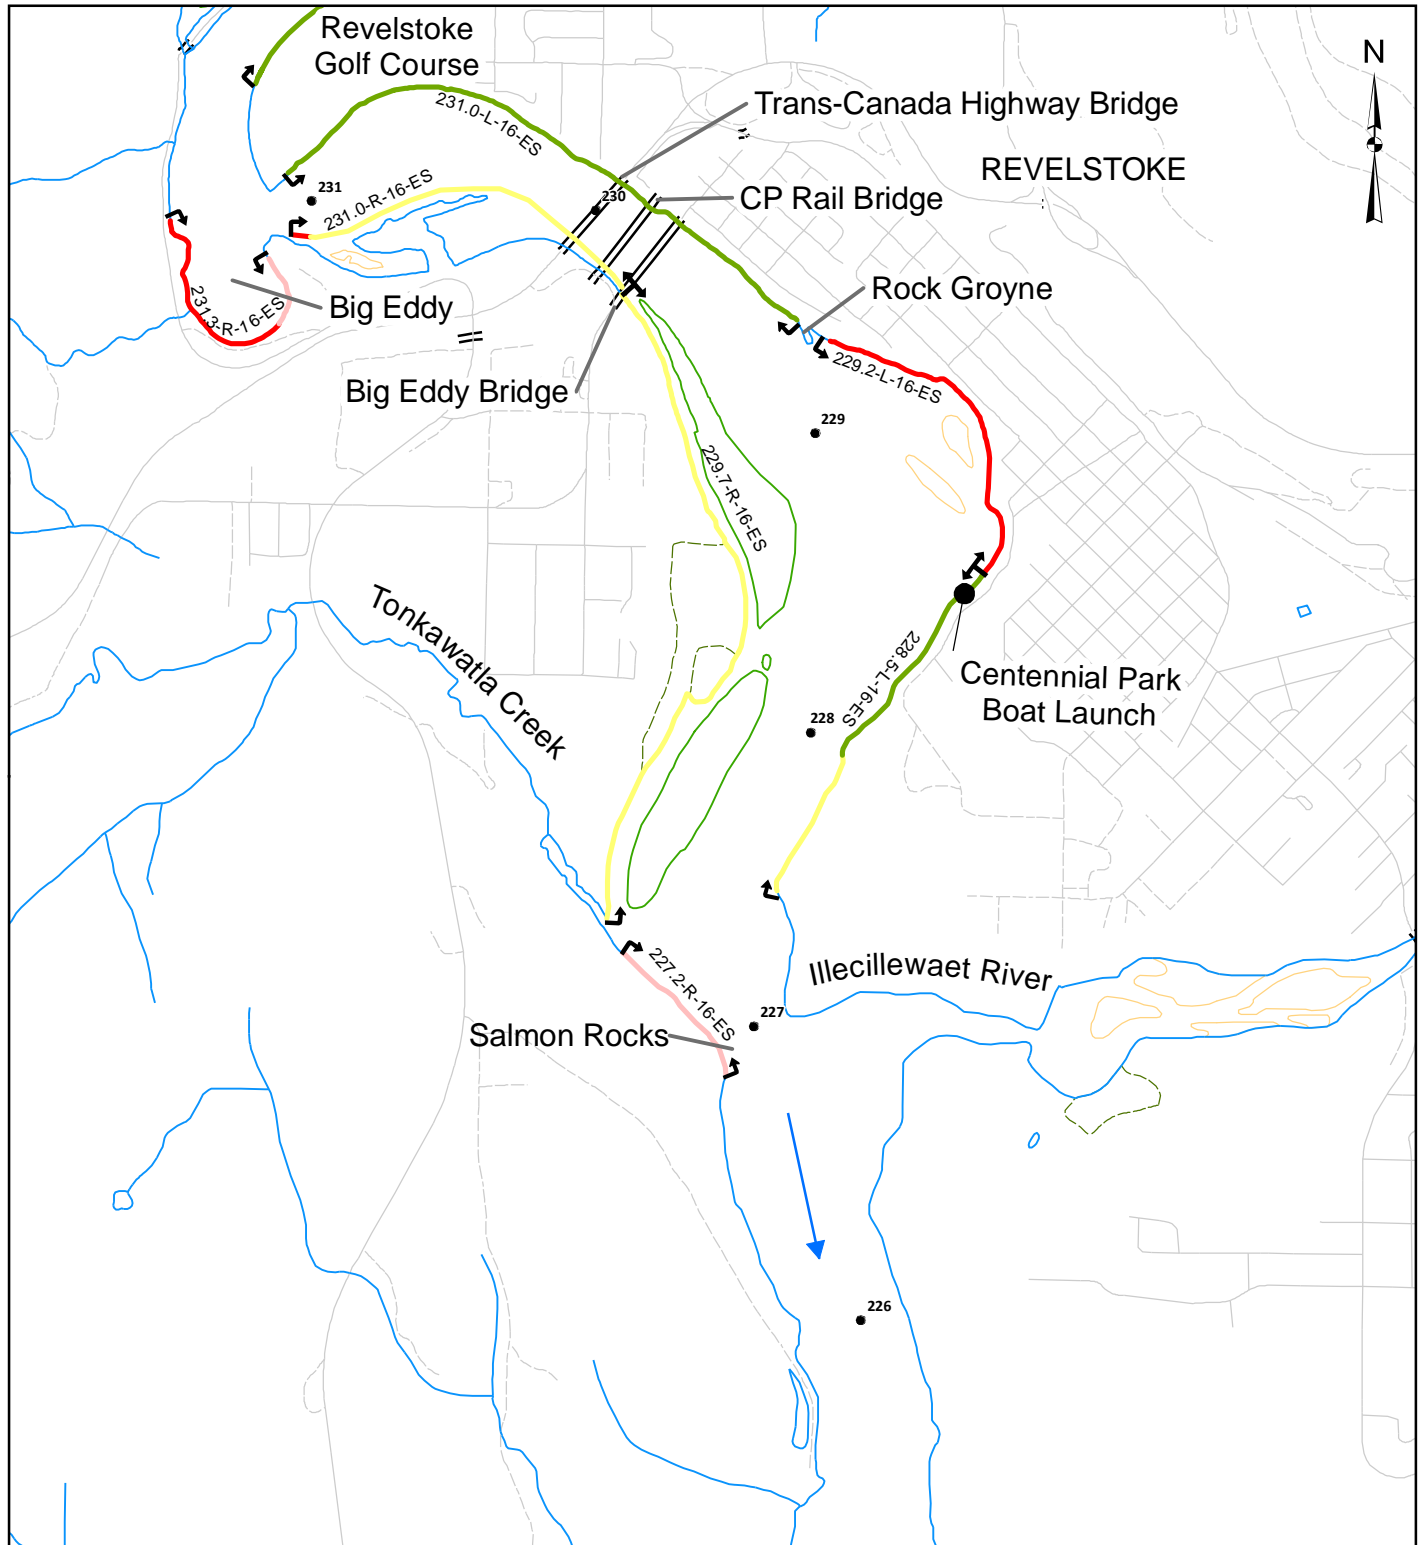 Revelstoke
Golf Course
N
231.0-L-16-ES
Trans-Canada Highway Bridge
REVELSTOKE
231
231.0-R-16-ES
230
CP Rail Bridge
Big Eddy
231.3-R-16-ES
Rock Groyne
Big Eddy Bridge
229.2-L-16-ES
229
229.7-R-16-ES
Tonkawatla Creek
228.5-L-16-ES
Centennial Park
Boat Launch
228
Illecillewaet River
227.2-R-16-ES
227
Salmon Rocks
226